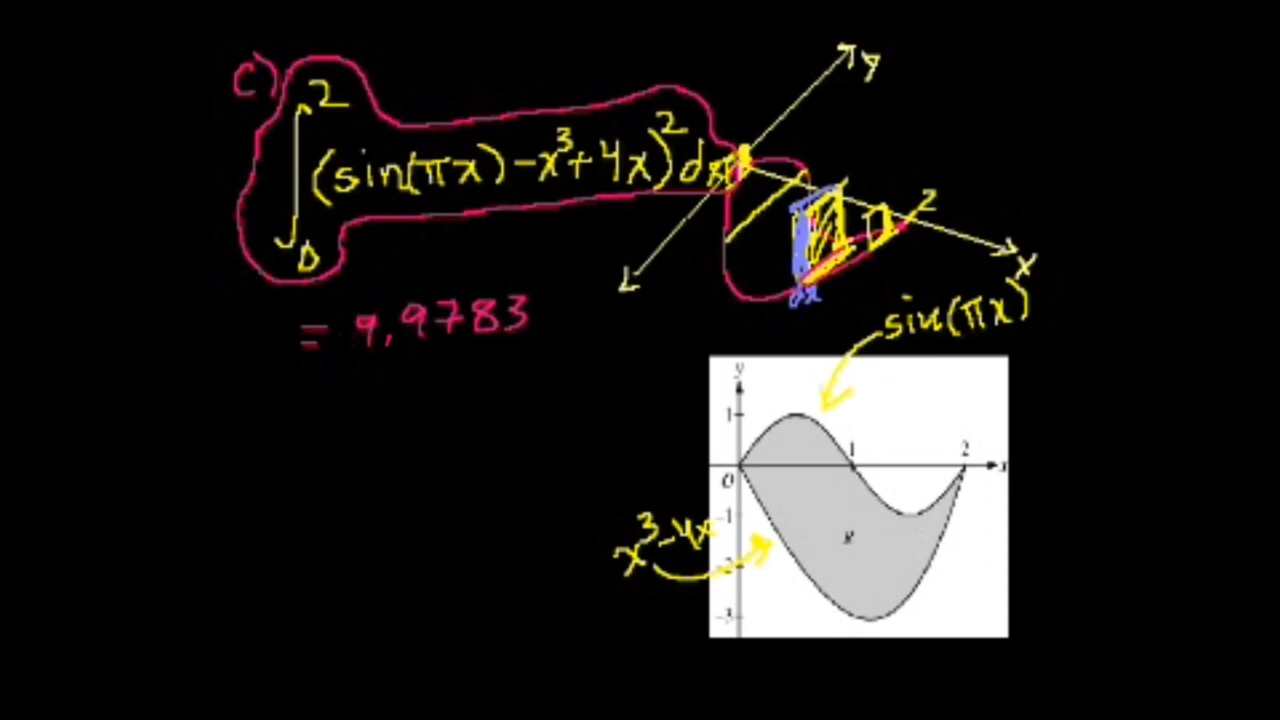 C)
2
(sin(πx) - x³ + 4x)² dx
0
= 9.9783
y
2
x
dx
sin(πx)
y
1
1
2
x
0
-1
x³-4x
R
-2
-3